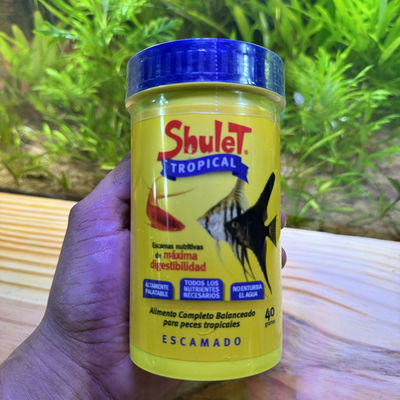 Shulet®
TROPICAL
Escamas nutritivas
de máxima
digestibilidad
ALTAMENTE
PALATABLE
TODOS LOS
NUTRIENTES
NECESARIOS
NO ENTURBIA
EL AGUA
Alimento Completo Balanceado
para peces tropicales
40
gramos
ESCAMADO